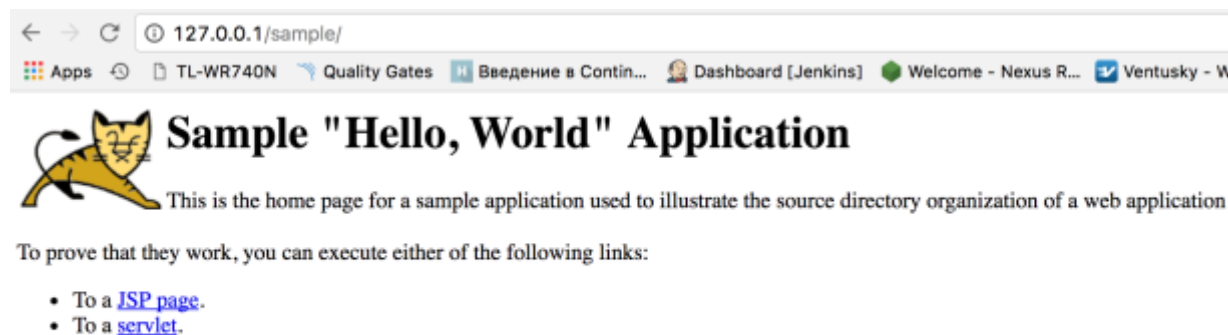 127.0.0.1/sample/
Apps TL-WR740N Quality Gates Введение в Contin... Dashboard [Jenkins] Welcome - Nexus R... Ventusky - W
Sample "Hello, World" Application
This is the home page for a sample application used to illustrate the source directory organization of a web application
To prove that they work, you can execute either of the following links:
• To a JSP page.
• To a servlet.